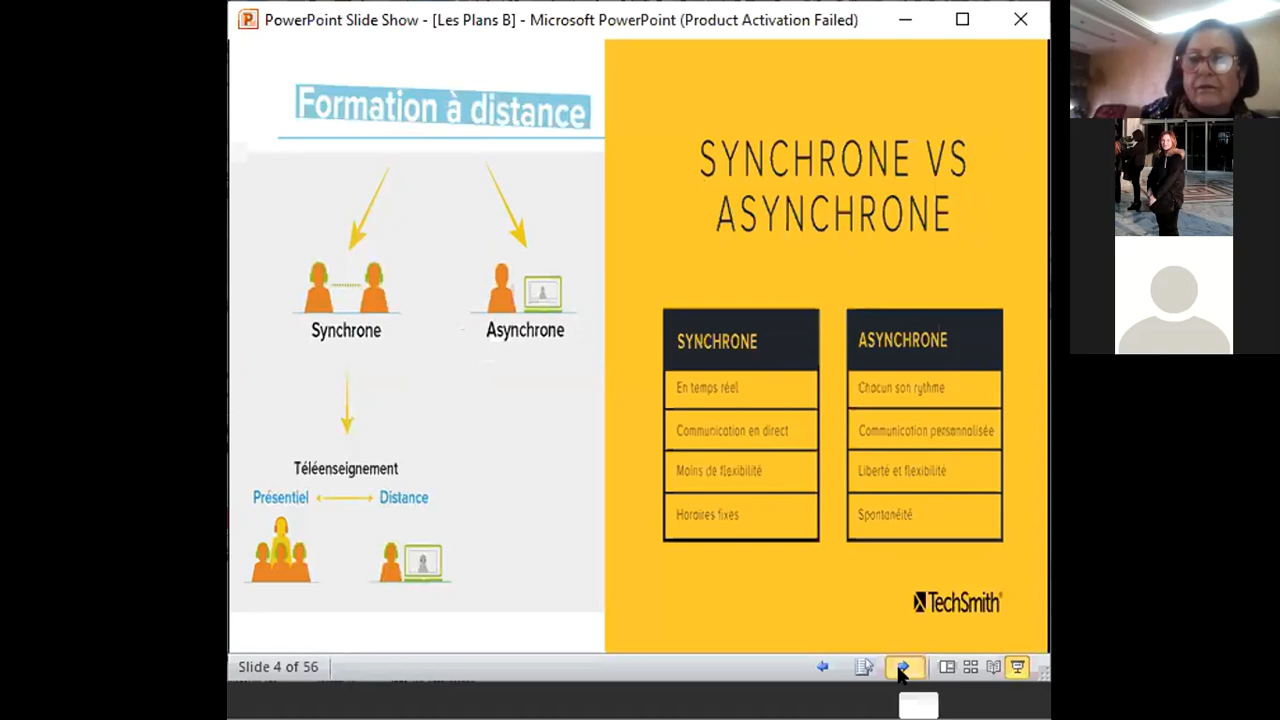 PowerPoint Slide Show - [Les Plans B] - Microsoft PowerPoint (Product Activation Failed)
Formation à distance
Synchrone
Asynchrone
Téléenseignement
Présentiel
Distance
SYNCHRONE VS
ASYNCHRONE
SYNCHRONE
En temps réel
Communication en direct
Moins de flexibilité
Horaires fixes
ASYNCHRONE
Chacun son rythme
Communication personnalisée
Liberté et flexibilité
Spontanéité
TechSmith®
Slide 4 of 56